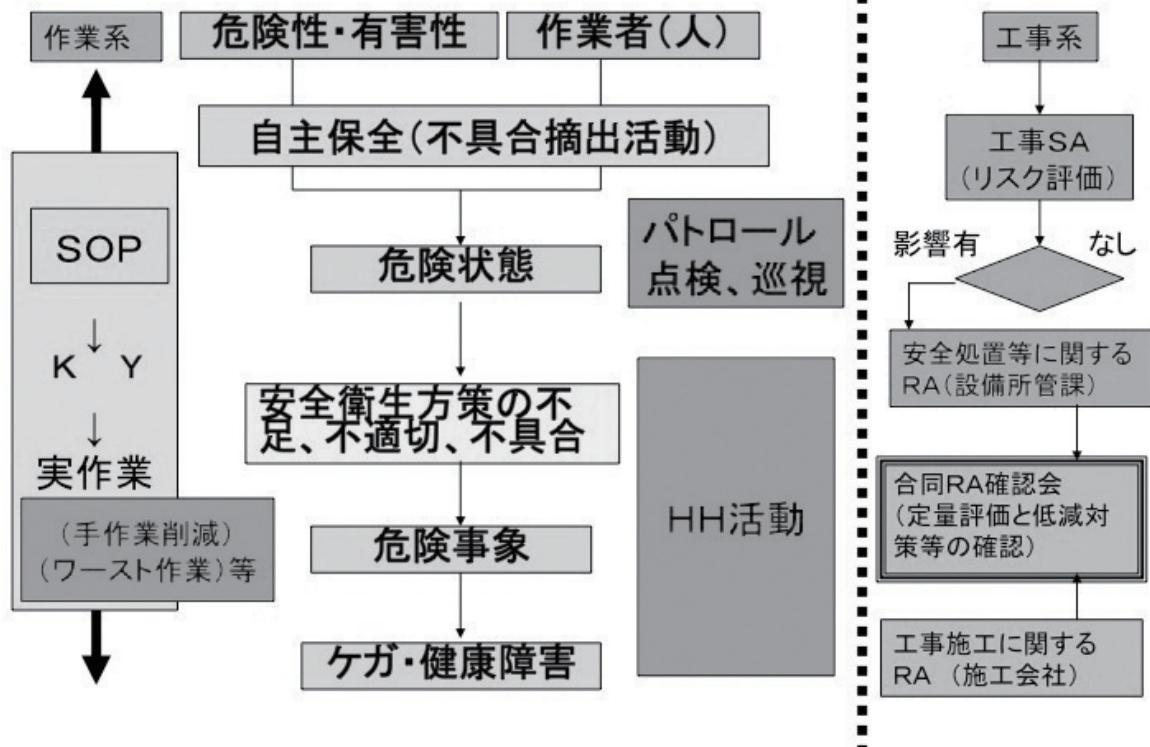 作業系
危険性・有害性
作業者(人)
自主保全(不具合摘出活動)
SOP
↓
K Y
↓
実作業
(手作業削減)
(ワースト作業)等
危険状態
安全衛生方策の不
足、不適切、不具合
危険事象
ケガ・健康障害
パトロール
点検、巡視
HH活動
工事系
工事SA
(リスク評価)
影響有
なし
安全処置等に関する
RA(設備所管課)
合同RA確認会
(定量評価と低減対
策等の確認)
工事施工に関する
RA (施工会社)